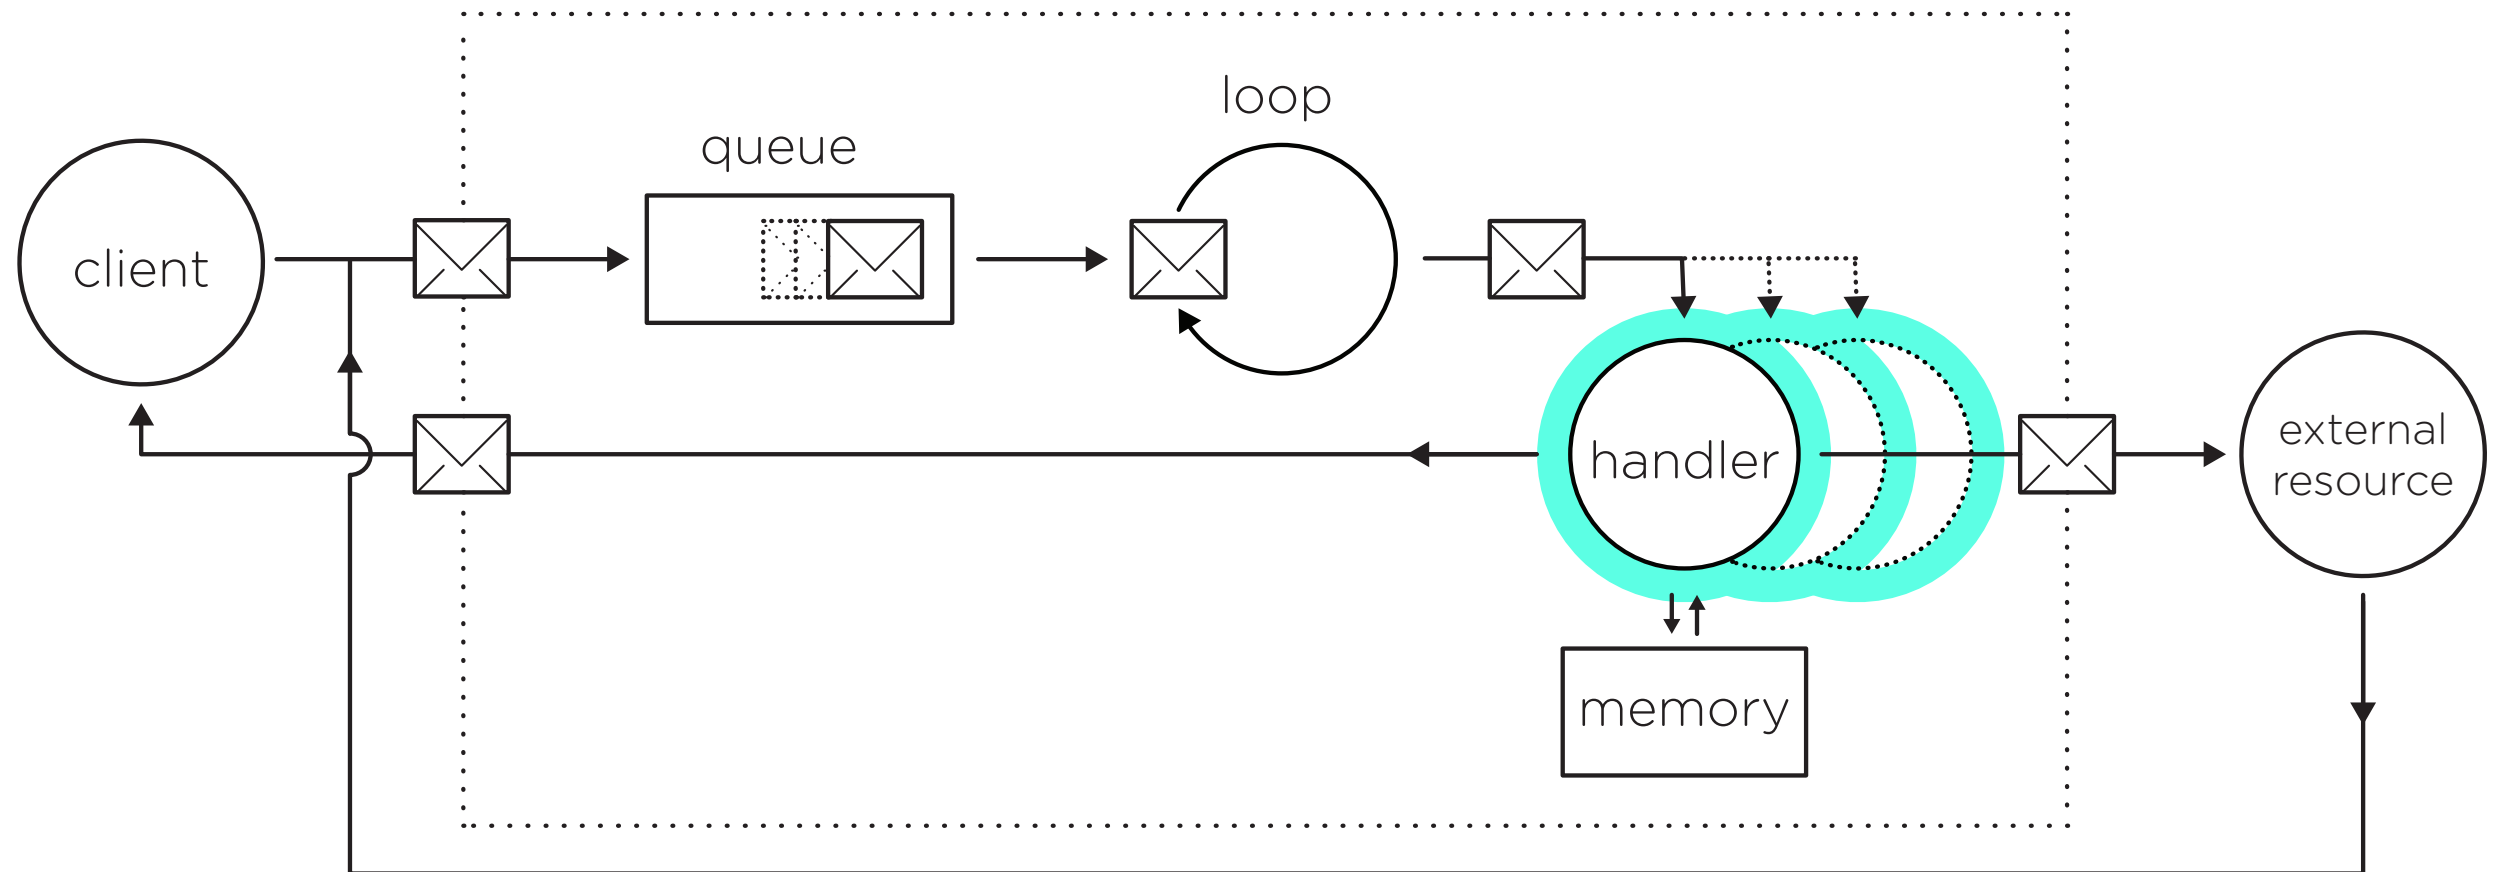 loop
queue
client
external
resource
handler
memory